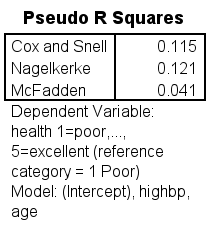 Pseudo R Squares
Cox and Snell 0.115
Nagelkerke 0.121
McFadden 0.041
Dependent Variable:
health 1=poor,...,
5=excellent (reference
category = 1 Poor)
Model: (Intercept), highbp,
age